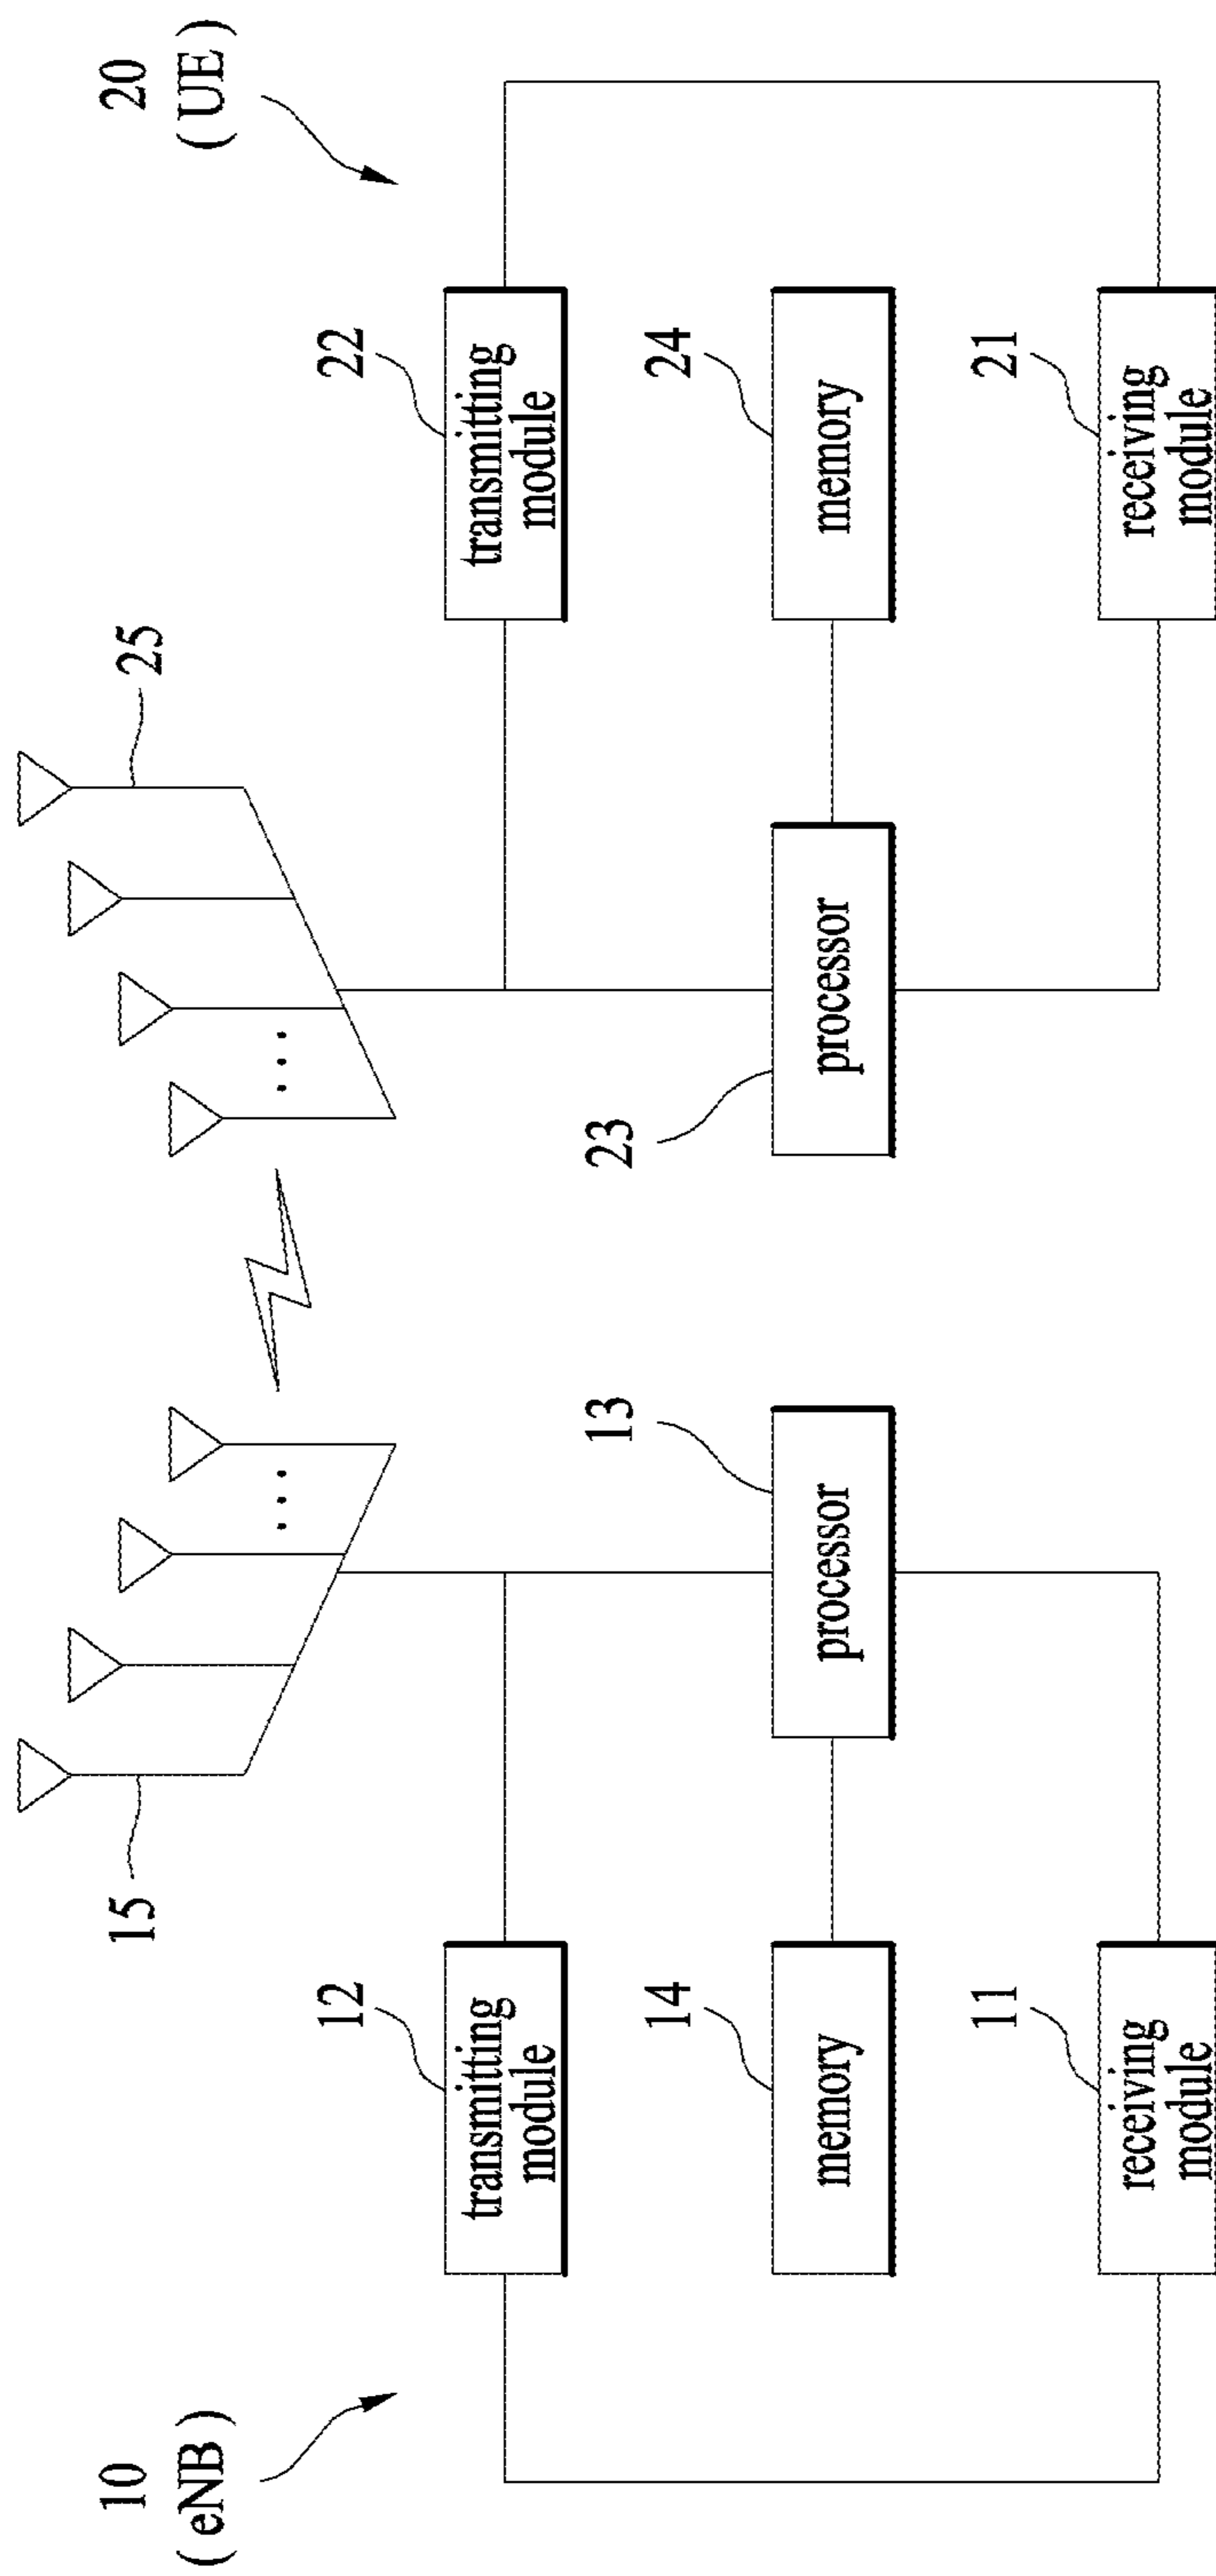 10
( eNB )
20
( UE )
15
25
12
transmitting
module
22
transmitting
module
13
processor
23
processor
14
memory
24
memory
11
receiving
module
21
receiving
module